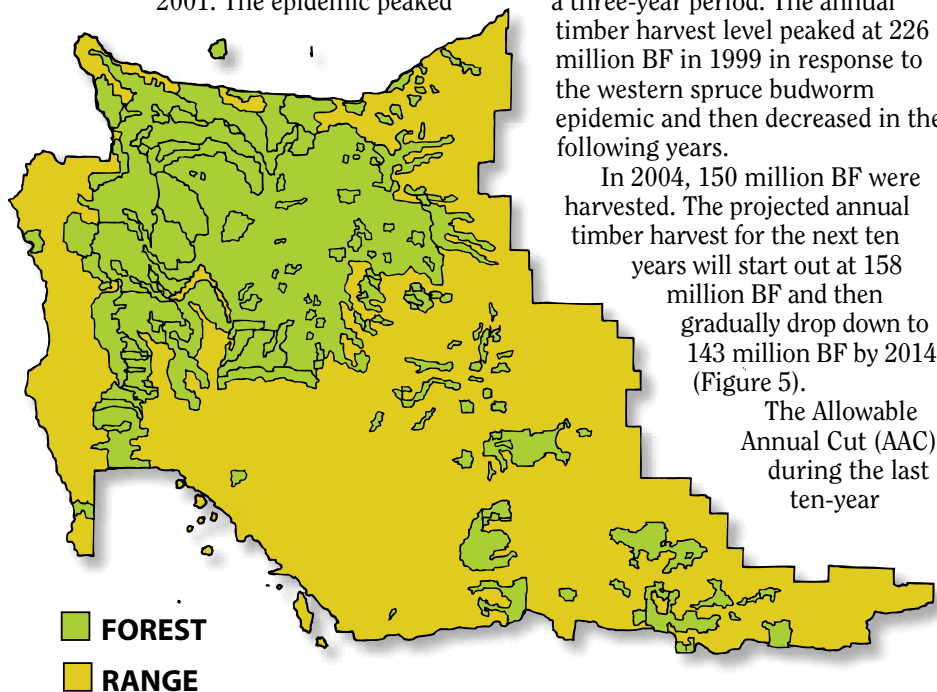 2001. The epidemic peaked
a three-year period. The annual
timber harvest level peaked at 226
million BF in 1999 in response to
the western spruce budworm
epidemic and then decreased in the
following years.
In 2004, 150 million BF were
harvested. The projected annual
timber harvest for the next ten
years will start out at 158
million BF and then
gradually drop down to
143 million BF by 2014
(Figure 5).
The Allowable
Annual Cut (AAC)
during the last
ten-year
FOREST
RANGE